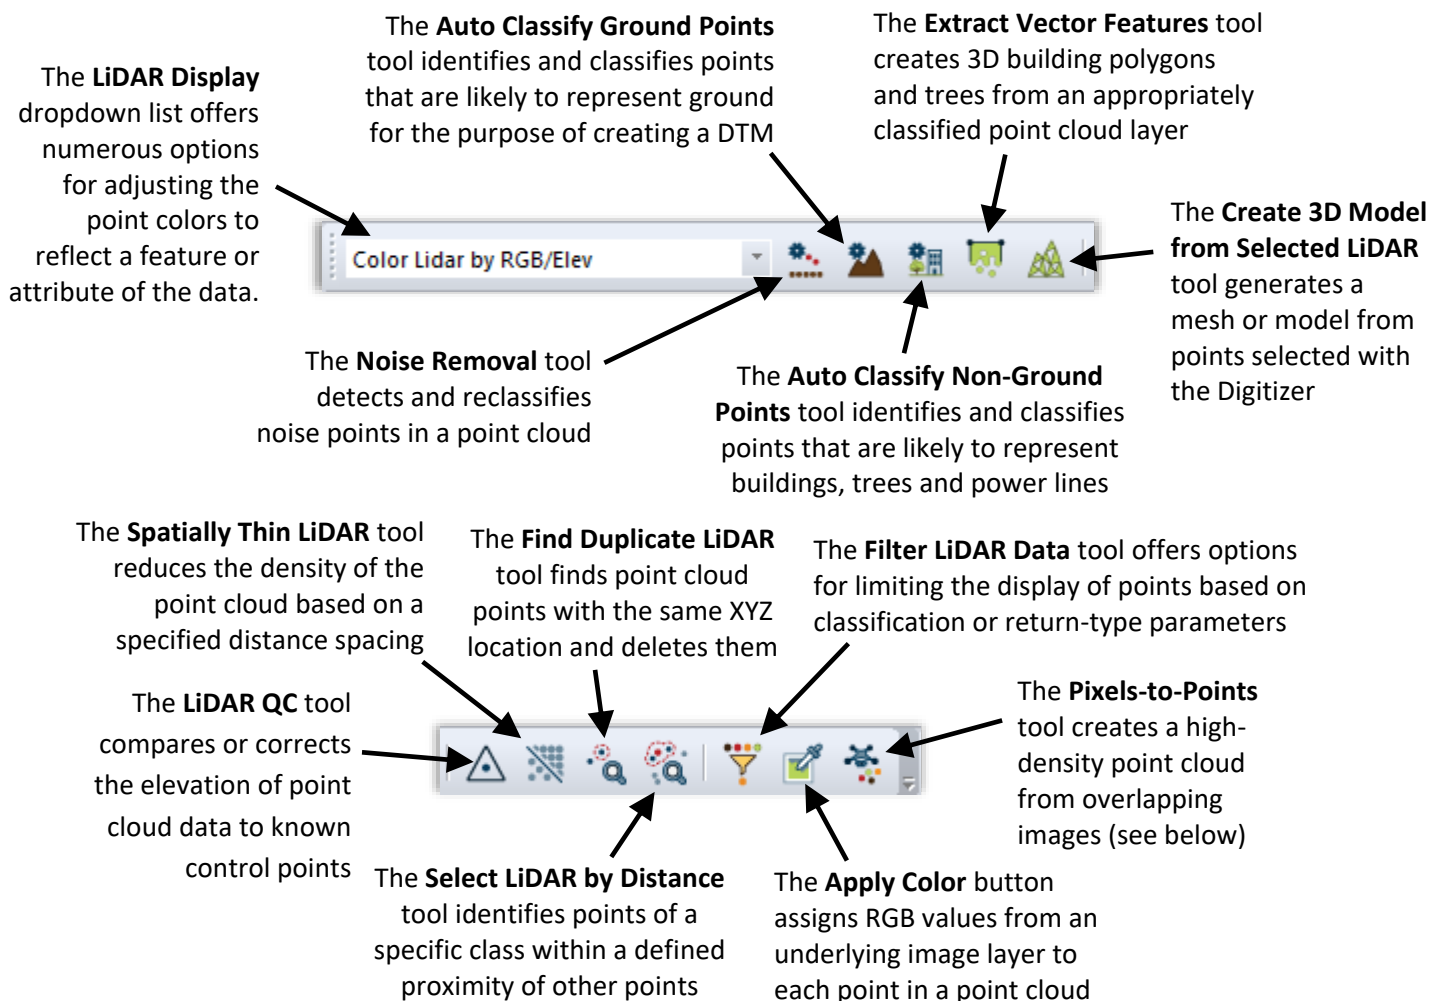 The LiDAR Display
dropdown list offers
numerous options
for adjusting the
point colors to
reflect a feature or
attribute of the data.
The Auto Classify Ground Points
tool identifies and classifies points
that are likely to represent ground
for the purpose of creating a DTM
The Extract Vector Features tool
creates 3D building polygons
and trees from an appropriately
classified point cloud layer
The Create 3D Model
from Selected LiDAR
tool generates a
mesh or model from
points selected with
the Digitizer
Color Lidar by RGB/Elev
The Noise Removal tool
detects and reclassifies
noise points in a point cloud
The Auto Classify Non-Ground
Points tool identifies and classifies
points that are likely to represent
buildings, trees and power lines
The Spatially Thin LiDAR tool
reduces the density of the
point cloud based on a
specified distance spacing
The Find Duplicate LiDAR
tool finds point cloud
points with the same XYZ
location and deletes them
The Filter LiDAR Data tool offers options
for limiting the display of points based on
classification or return-type parameters
The LiDAR QC tool
compares or corrects
the elevation of point
cloud data to known
control points
The Pixels-to-Points
tool creates a high-
density point cloud
from overlapping
images (see below)
The Select LiDAR by Distance
tool identifies points of a
specific class within a defined
proximity of other points
The Apply Color button
assigns RGB values from an
underlying image layer to
each point in a point cloud